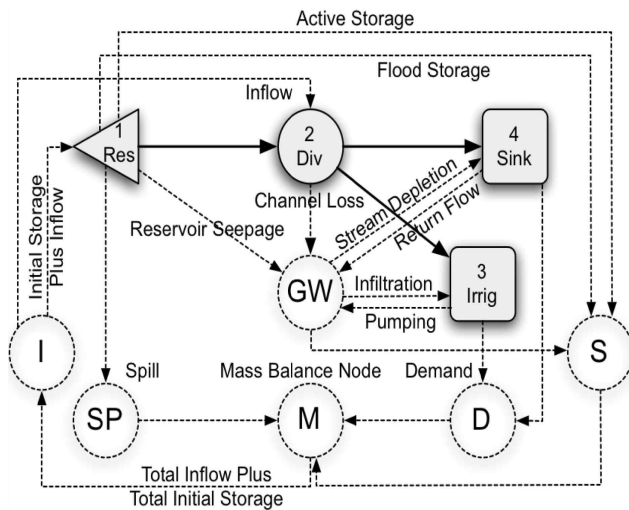 Active Storage
Flood Storage
Inflow
1
Res
2
Div
4
Sink
Channel Loss
Stream Depletion
Return Flow
Reservoir Seepage
Initial Storage
Plus Inflow
GW
Infiltration
Pumping
3
Irrig
I
S
Spill
Mass Balance Node
Demand
SP
M
D
Total Inflow Plus
Total Initial Storage